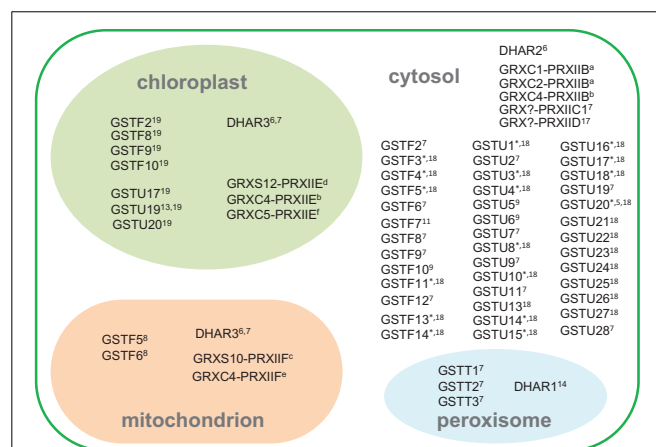 chloroplast
GSTF2¹⁹
GSTF8¹⁹
GSTF9¹⁹
GSTF10¹⁹
GSTU17¹⁹
GSTU19¹³,¹⁹
GSTU20¹⁹
DHAR3⁶,⁷
GRXS12-PRXIIEᵈ
GRXC4-PRXIIEᵇ
GRXC5-PRXIIEᶠ
cytosol
DHAR2⁶
GRXC1-PRXIIBᵃ
GRXC2-PRXIIBᵃ
GRXC4-PRXIIBᵇ
GRX?-PRXIIC1⁷
GRX?-PRXIID¹⁷
GSTF2⁷
GSTF3*,¹⁸
GSTF4*,¹⁸
GSTF5*,¹⁸
GSTF6⁷
GSTF7¹¹
GSTF8⁷
GSTF9⁷
GSTF10⁹
GSTF11*,¹⁸
GSTF12⁷
GSTF13*,¹⁸
GSTF14*,¹⁸
GSTU1*,¹⁸
GSTU2⁷
GSTU3*,¹⁸
GSTU4*,¹⁸
GSTU5⁹
GSTU6⁹
GSTU7⁷
GSTU8*,¹⁸
GSTU9⁷
GSTU10*,¹⁸
GSTU11⁷
GSTU13¹⁸
GSTU14*,¹⁸
GSTU15*,¹⁸
GSTU16*,¹⁸
GSTU17*,¹⁸
GSTU18*,¹⁸
GSTU19⁷
GSTU20*,⁵,¹⁸
GSTU21¹⁸
GSTU22¹⁸
GSTU23¹⁸
GSTU24¹⁸
GSTU25¹⁸
GSTU26¹⁸
GSTU27¹⁸
GSTU28⁷
GSTF5⁸
GSTF6⁸
DHAR3⁶,⁷
GRXS10-PRXIIFᶜ
GRXC4-PRXIIFᵉ
mitochondrion
GSTT1⁷
GSTT2⁷
GSTT3⁷
DHAR1¹⁴
peroxisome